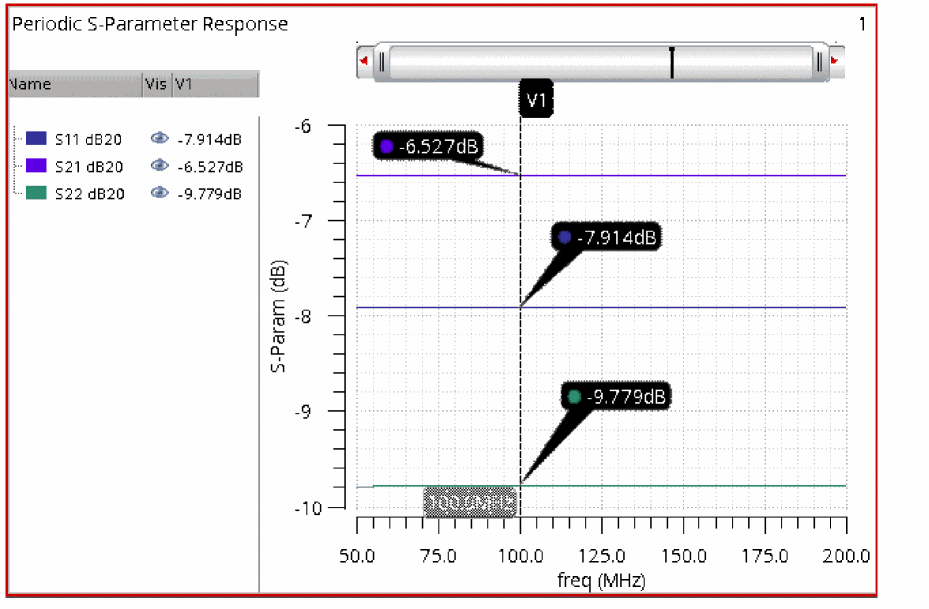 Periodic S-Parameter Response 1
Name Vis V1
S11 dB20 -7.914dB
S21 dB20 -6.527dB
S22 dB20 -9.779dB
V1
-6
-6.527dB
-7
-7.914dB
-8
-9.779dB
-9
-10
S-Param (dB)
50.0 75.0 100.0 125.0 150.0 175.0 200.0
freq (MHz)